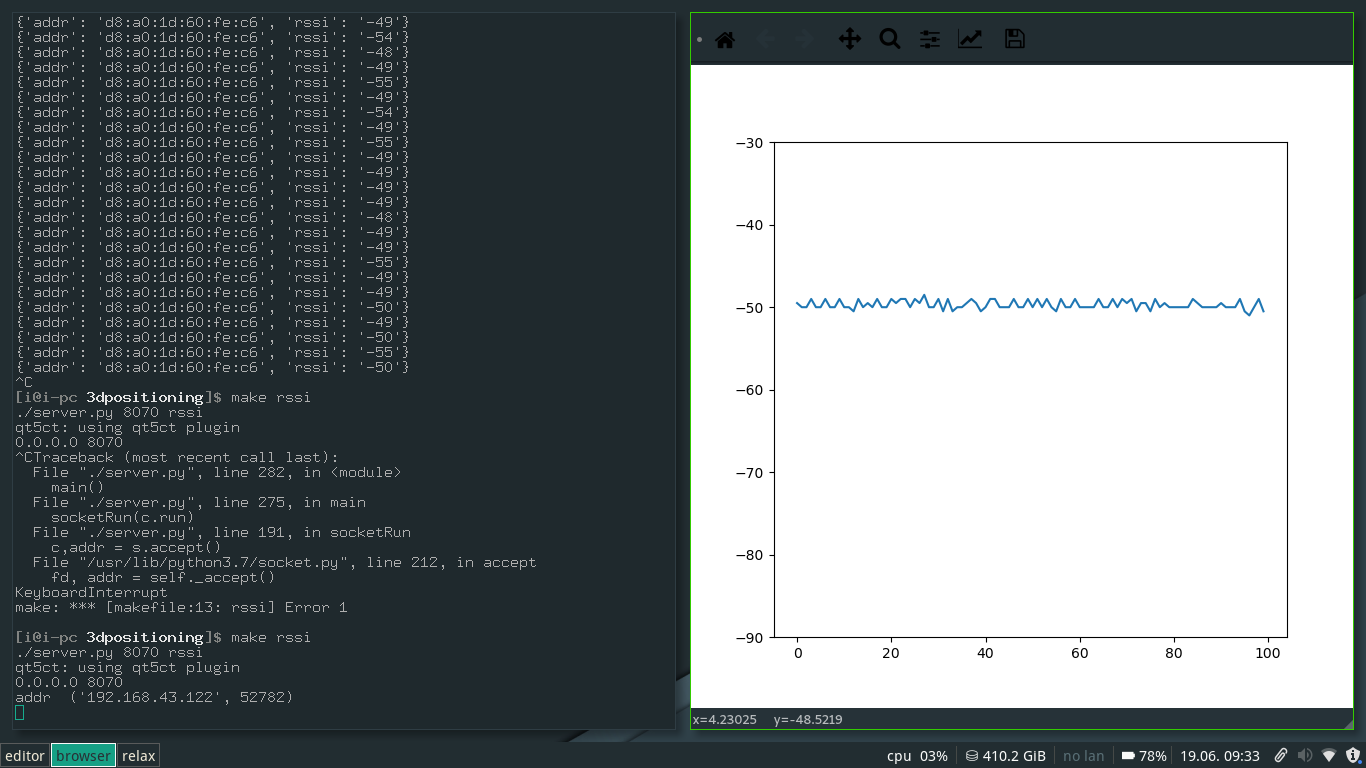 {'addr': 'd8:a0:1d:60:fe:c6', 'rssi': '-49'}
{'addr': 'd8:a0:1d:60:fe:c6', 'rssi': '-54'}
{'addr': 'd8:a0:1d:60:fe:c6', 'rssi': '-48'}
{'addr': 'd8:a0:1d:60:fe:c6', 'rssi': '-49'}
{'addr': 'd8:a0:1d:60:fe:c6', 'rssi': '-55'}
{'addr': 'd8:a0:1d:60:fe:c6', 'rssi': '-49'}
{'addr': 'd8:a0:1d:60:fe:c6', 'rssi': '-54'}
{'addr': 'd8:a0:1d:60:fe:c6', 'rssi': '-49'}
{'addr': 'd8:a0:1d:60:fe:c6', 'rssi': '-55'}
{'addr': 'd8:a0:1d:60:fe:c6', 'rssi': '-49'}
{'addr': 'd8:a0:1d:60:fe:c6', 'rssi': '-49'}
{'addr': 'd8:a0:1d:60:fe:c6', 'rssi': '-49'}
{'addr': 'd8:a0:1d:60:fe:c6', 'rssi': '-49'}
{'addr': 'd8:a0:1d:60:fe:c6', 'rssi': '-48'}
{'addr': 'd8:a0:1d:60:fe:c6', 'rssi': '-49'}
{'addr': 'd8:a0:1d:60:fe:c6', 'rssi': '-49'}
{'addr': 'd8:a0:1d:60:fe:c6', 'rssi': '-55'}
{'addr': 'd8:a0:1d:60:fe:c6', 'rssi': '-49'}
{'addr': 'd8:a0:1d:60:fe:c6', 'rssi': '-49'}
{'addr': 'd8:a0:1d:60:fe:c6', 'rssi': '-50'}
{'addr': 'd8:a0:1d:60:fe:c6', 'rssi': '-49'}
{'addr': 'd8:a0:1d:60:fe:c6', 'rssi': '-50'}
{'addr': 'd8:a0:1d:60:fe:c6', 'rssi': '-55'}
{'addr': 'd8:a0:1d:60:fe:c6', 'rssi': '-50'}
^C
[i@i-pc 3dpositioning]$ make rssi
./server.py 8070 rssi
qt5ct: using qt5ct plugin
0.0.0.0 8070
^CTraceback (most recent call last):
  File "./server.py", line 282, in <module>
    main()
  File "./server.py", line 275, in main
    socketRun(c.run)
  File "./server.py", line 191, in socketRun
    c,addr = s.accept()
  File "/usr/lib/python3.7/socket.py", line 212, in accept
    fd, addr = self._accept()
KeyboardInterrupt
make: *** [makefile:13: rssi] Error 1
[i@i-pc 3dpositioning]$ make rssi
./server.py 8070 rssi
qt5ct: using qt5ct plugin
0.0.0.0 8070
addr  ('192.168.43.122', 52782)
−30
−40
−50
−60
−70
−80
−90
0 20 40 60 80 100
x=4.23025 y=-48.5219
editor browser relax
cpu 03% 410.2 GiB no lan 78% 19.06. 09:33